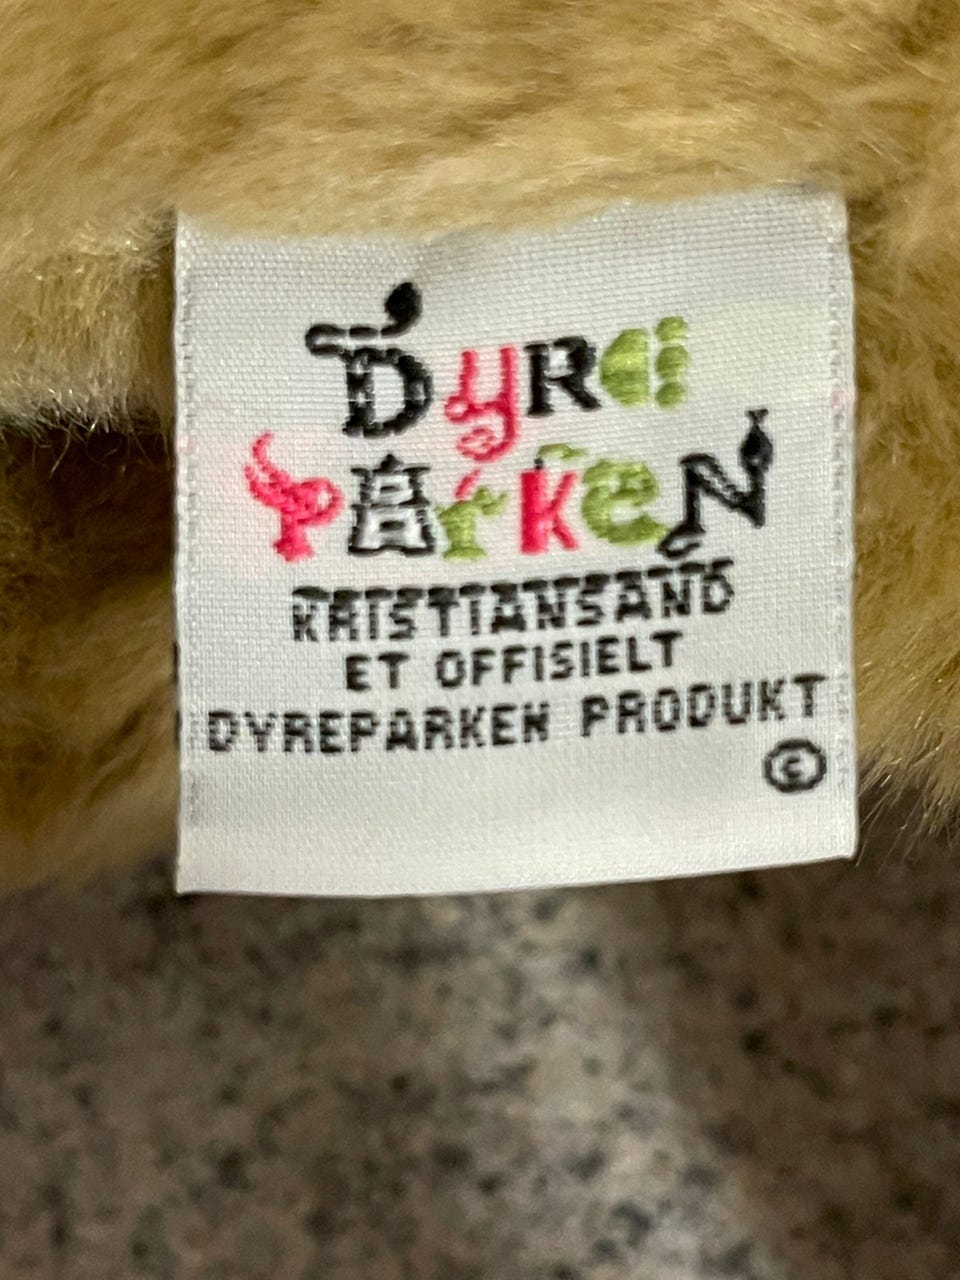 Dyre
PArkeN
KRISTIANSAND
ET OFFISIELT
DYREPARKEN PRODUKT
©